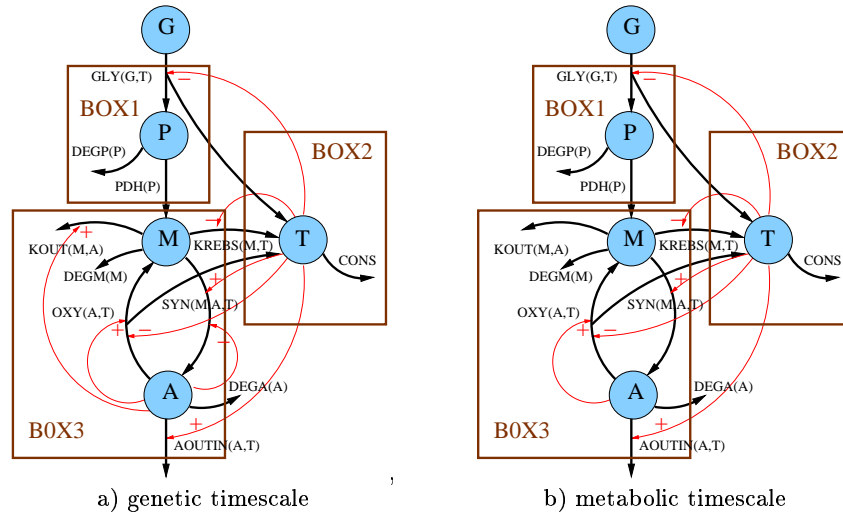 G
GLY(G,T)
−
BOX1
P
DEGP(P)
PDH(P)
BOX2
−
M
T
+
KOUT(M,A)
KREBS(M,T)
DEGM(M)
+
CONS
OXY(A,T)
SYN(M,A,T)
+
−
+
A
DEGA(A)
B0X3
+
AOUTIN(A,T)
,
a) genetic timescale
G
GLY(G,T)
−
BOX1
P
DEGP(P)
PDH(P)
BOX2
−
M
T
KOUT(M,A)
KREBS(M,T)
DEGM(M)
+
CONS
OXY(A,T)
SYN(M,A,T)
+
−
A
DEGA(A)
B0X3
+
AOUTIN(A,T)
b) metabolic timescale